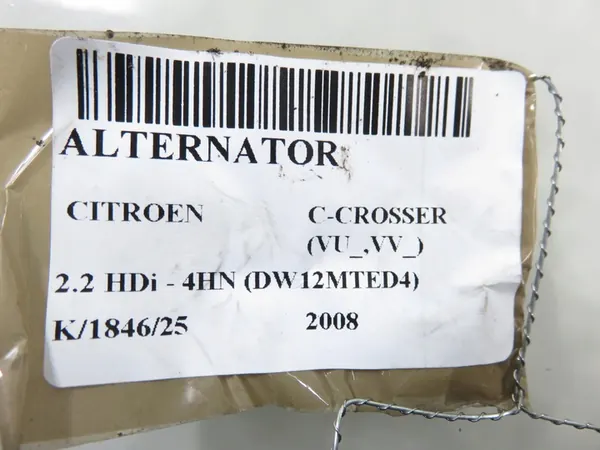 ALTERNATOR
CITROEN C-CROSSER
(VU_,VV_)
2.2 HDi - 4HN (DW12MTED4)
K/1846/25 2008